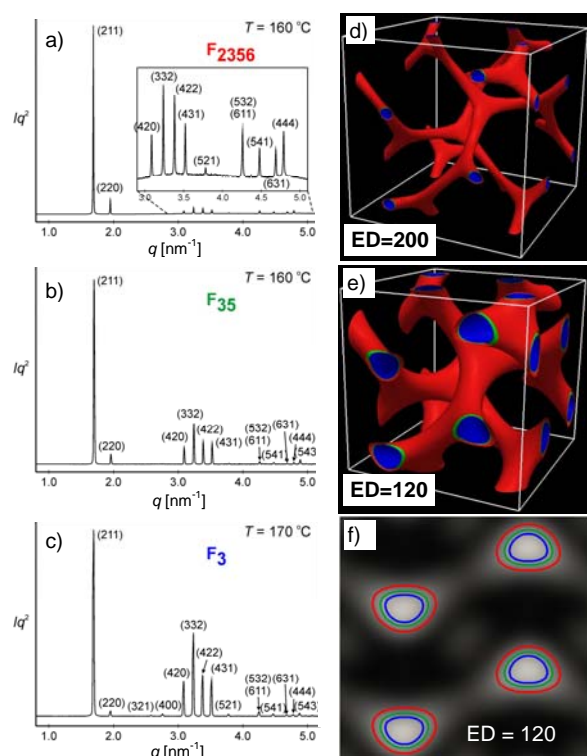 a)
T = 160 °C
F2356
(211)
(220)
(332)
(422)
(420)
(431)
(521)
(532)
(611)
(541)
(631)
(444)
3.0 3.5 4.0 4.5 5.0
Iq²
1.0 2.0 3.0 4.0 5.0
q [nm⁻¹]
b)
T = 160 °C
F35
(211)
(220)
(332)
(420)
(422)
(431)
(532)
(611)
(631)
(541)
(444)
(543
Iq²
1.0 2.0 3.0 4.0 5.0
q [nm⁻¹]
c)
T = 170 °C
F3
(211)
(220)
(321)
(400)
(332)
(422)
(420)
(431)
(521)
(532)
(611)
(631)
(541)
(444)
(543
Iq²
1.0 2.0 3.0 4.0 5.0
q [nm⁻¹]
d)
ED=200
e)
ED=120
f)
ED = 120